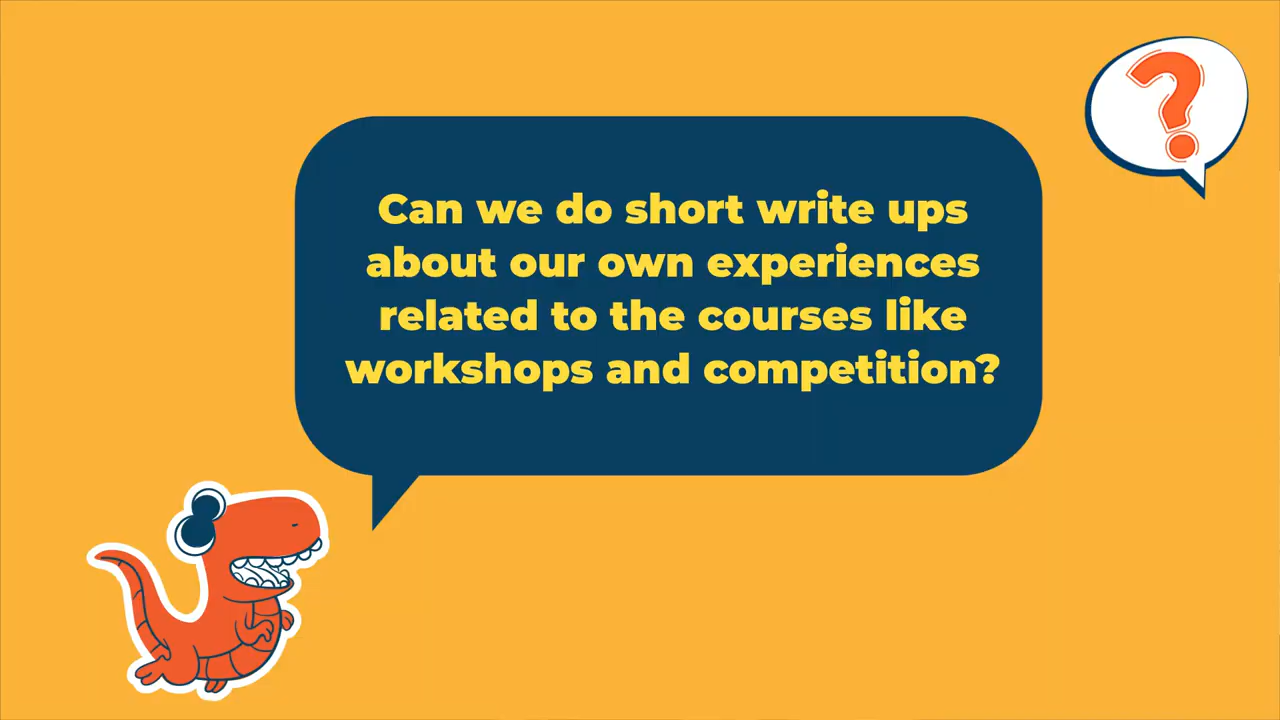 Can we do short write ups
about our own experiences
related to the courses like
workshops and competition?
?